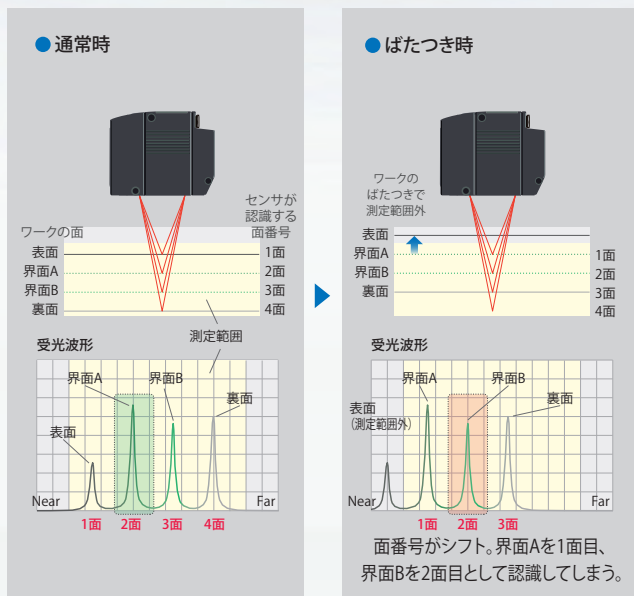 ● 通常時
センサが
認識する
面番号
ワークの面
表面
1面
界面A
2面
界面B
3面
裏面
4面
測定範囲
受光波形
界面A
界面B
裏面
表面
Near
Far
1面
2面
3面
4面
● ばたつき時
ワークの
ばたつきで
測定範囲外
表面
界面A
1面
界面B
2面
裏面
3面
4面
受光波形
界面A
界面B
裏面
表面
(測定範囲外)
Near
Far
1面
2面
3面
面番号がシフト。界面Aを1面目、
界面Bを2面目として認識してしまう。